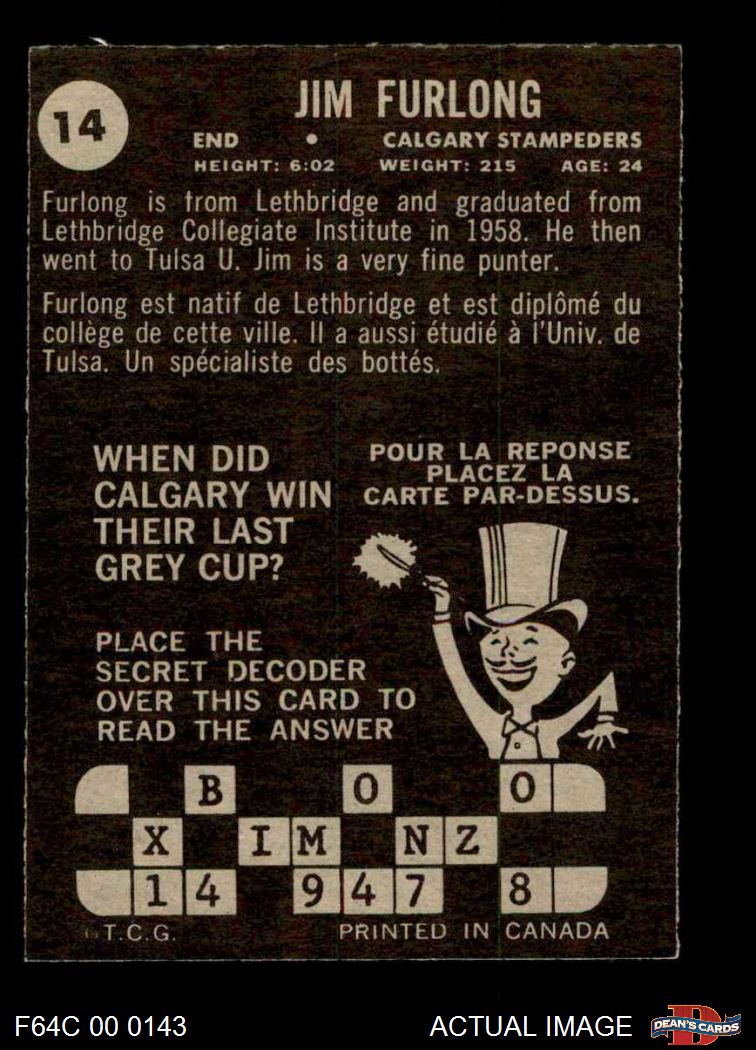 14
JIM FURLONG
END • CALGARY STAMPEDERS
HEIGHT: 6:02 WEIGHT: 215 AGE: 24
Furlong is from Lethbridge and graduated from
Lethbridge Collegiate Institute in 1958. He then
went to Tulsa U. Jim is a very fine punter.
Furlong est natif de Lethbridge et est diplômé du
collège de cette ville. Il a aussi étudié à l'Univ. de
Tulsa. Un spécialiste des bottés.
WHEN DID
CALGARY WIN
THEIR LAST
GREY CUP?
POUR LA REPONSE
PLACEZ LA
CARTE PAR-DESSUS.
PLACE THE
SECRET DECODER
OVER THIS CARD TO
READ THE ANSWER
B O O
X I M N Z
1 4 9 4 7 8
T.C.G. PRINTED IN CANADA
F64C 00 0143 ACTUAL IMAGE
D
DEAN'S CARDS